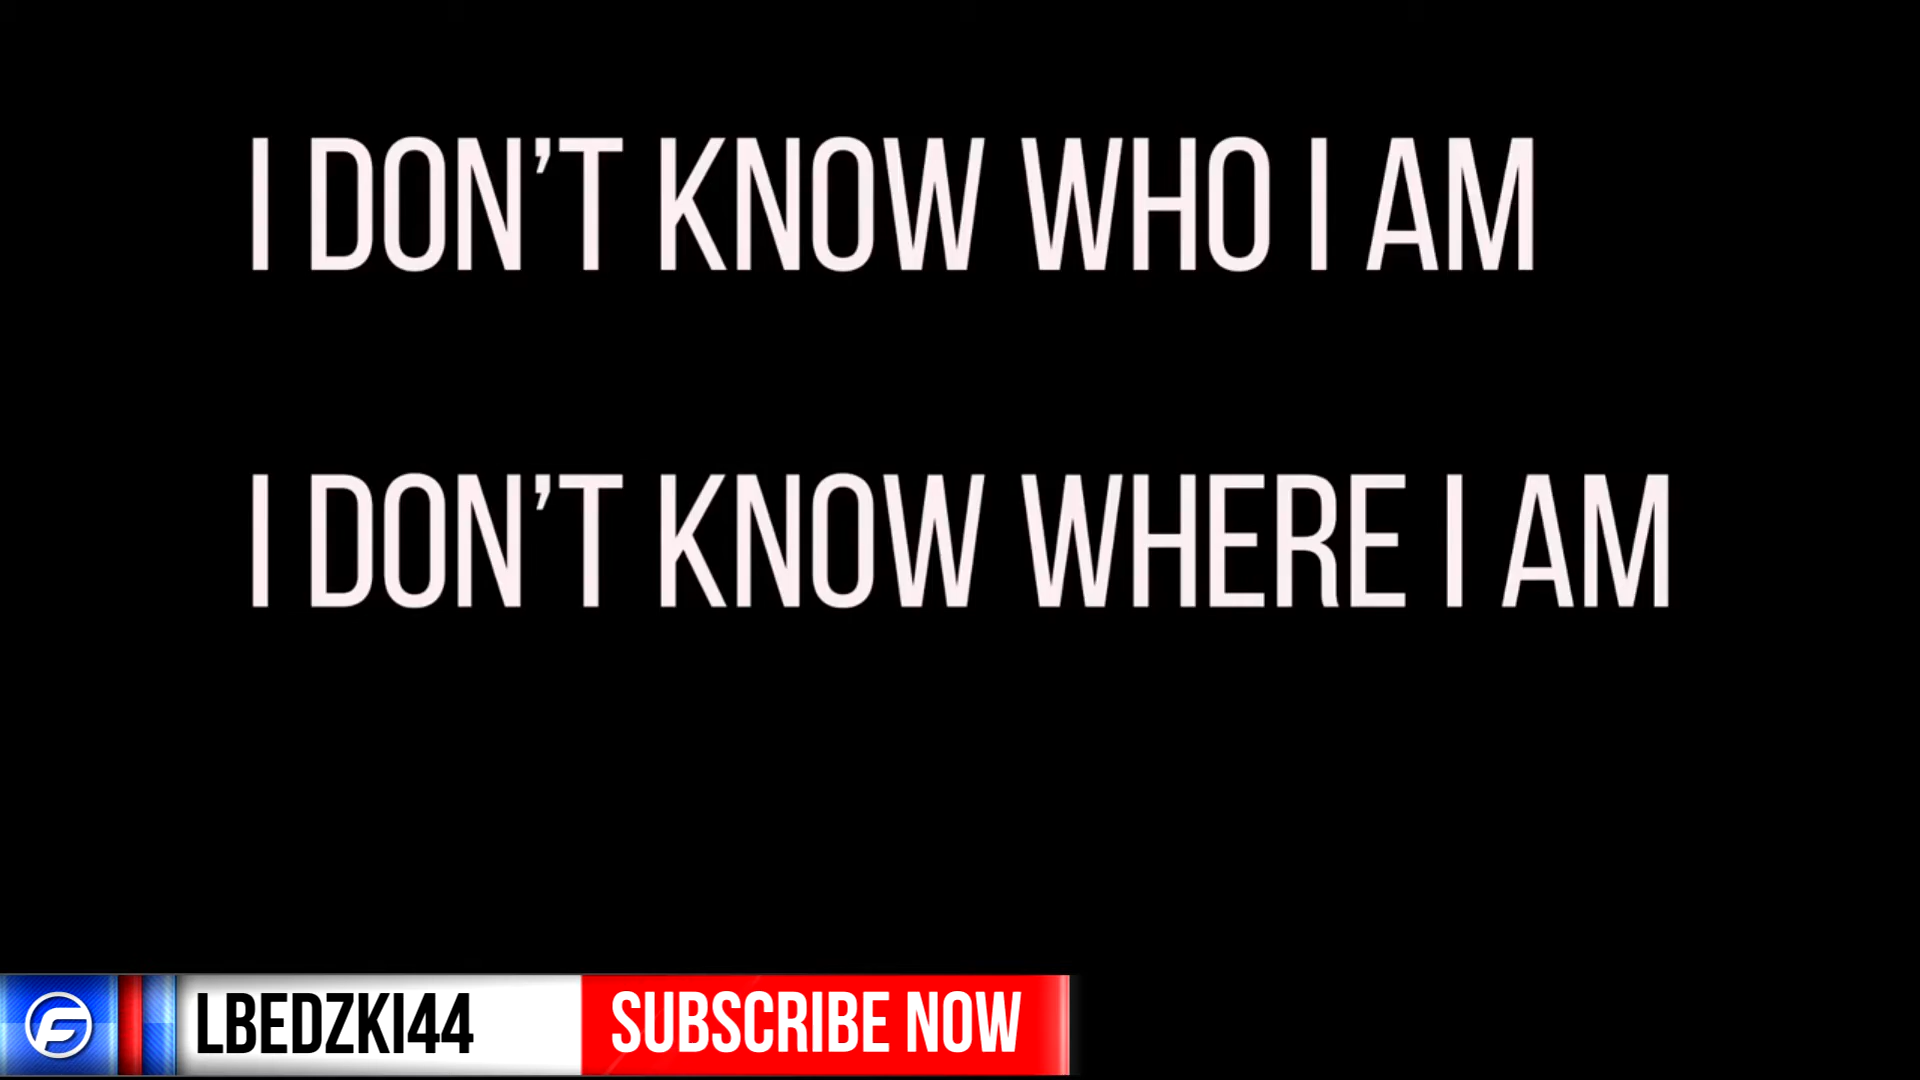 I DON'T KNOW WHO I AM
I DON'T KNOW WHERE I AM
LBEDZKI44 SUBSCRIBE NOW